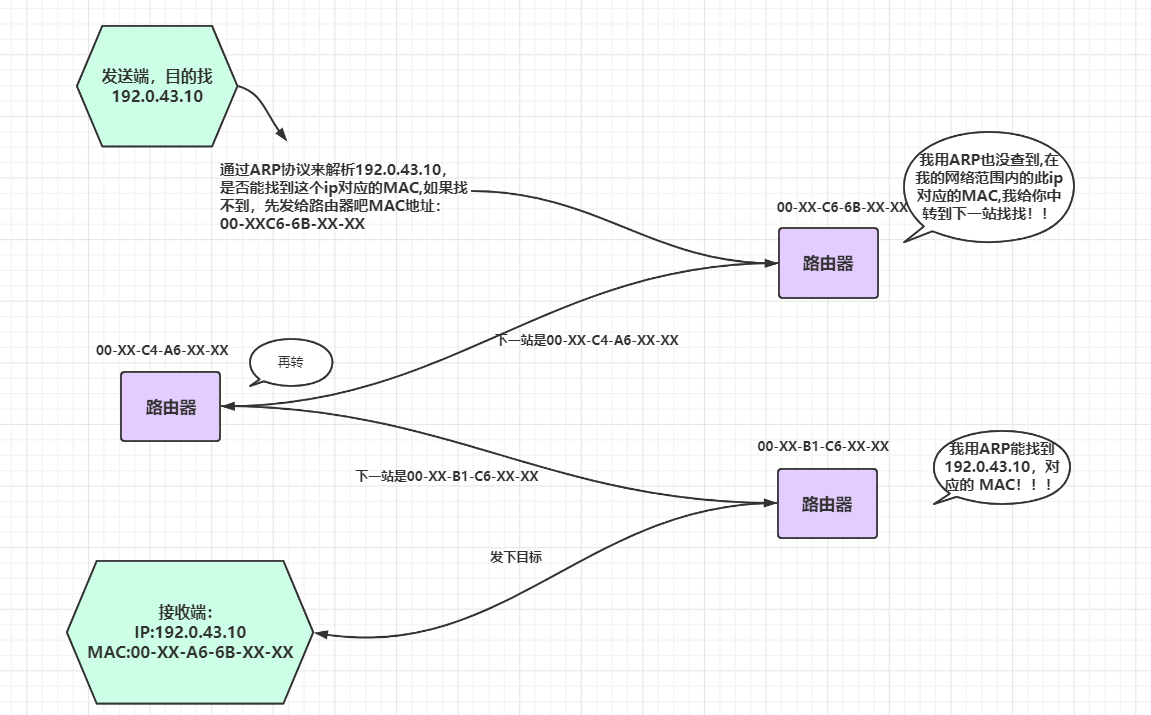 发送端，目的找
192.0.43.10
通过ARP协议来解析192.0.43.10，
是否能找到这个ip对应的MAC,如果找
不到，先发给路由器吧MAC地址：
00-XXC6-6B-XX-XX
我用ARP也没查到,在
我的网络范围内的此ip
对应的MAC,我给你中
转到下一站找找！！
00-XX-C6-6B-XX-XX
路由器
下一站是00-XX-C4-A6-XX-XX
00-XX-C4-A6-XX-XX
再转
路由器
下一站是00-XX-B1-C6-XX-XX
00-XX-B1-C6-XX-XX
我用ARP能找到
192.0.43.10，对
应的 MAC！！！
路由器
发下目标
接收端：
IP:192.0.43.10
MAC:00-XX-A6-6B-XX-XX